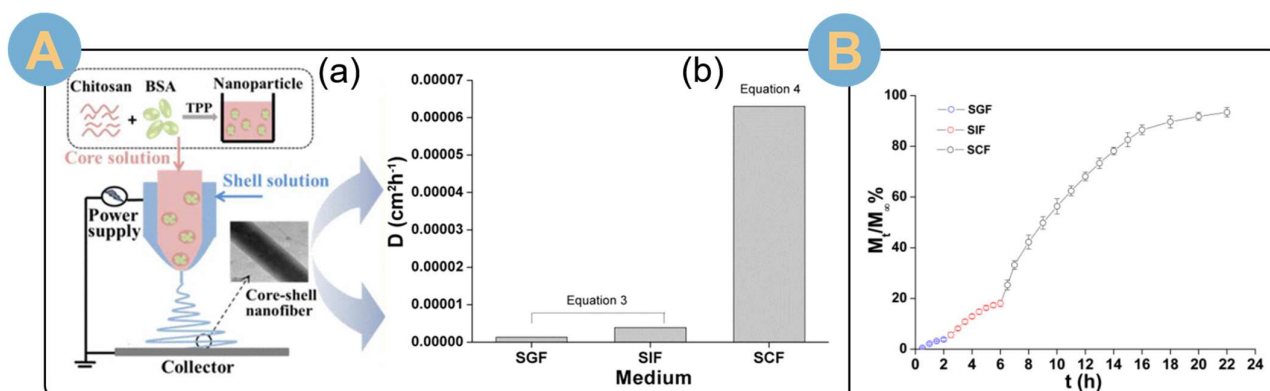 A
(a)
Chitosan
BSA
Nanoparticle
+
TPP
Core solution
Shell solution
Power
supply
Core-shell
nanofiber
Collector
(b)
D (cm²h⁻¹)
0.00007
0.00006
0.00005
0.00004
0.00003
0.00002
0.00001
0.00000
Equation 3
Equation 4
SGF
SIF
SCF
Medium
B
Mt/M∞ %
100
80
60
40
20
0
SGF
SIF
SCF
0 2 4 6 8 10 12 14 16 18 20 22 24
t (h)